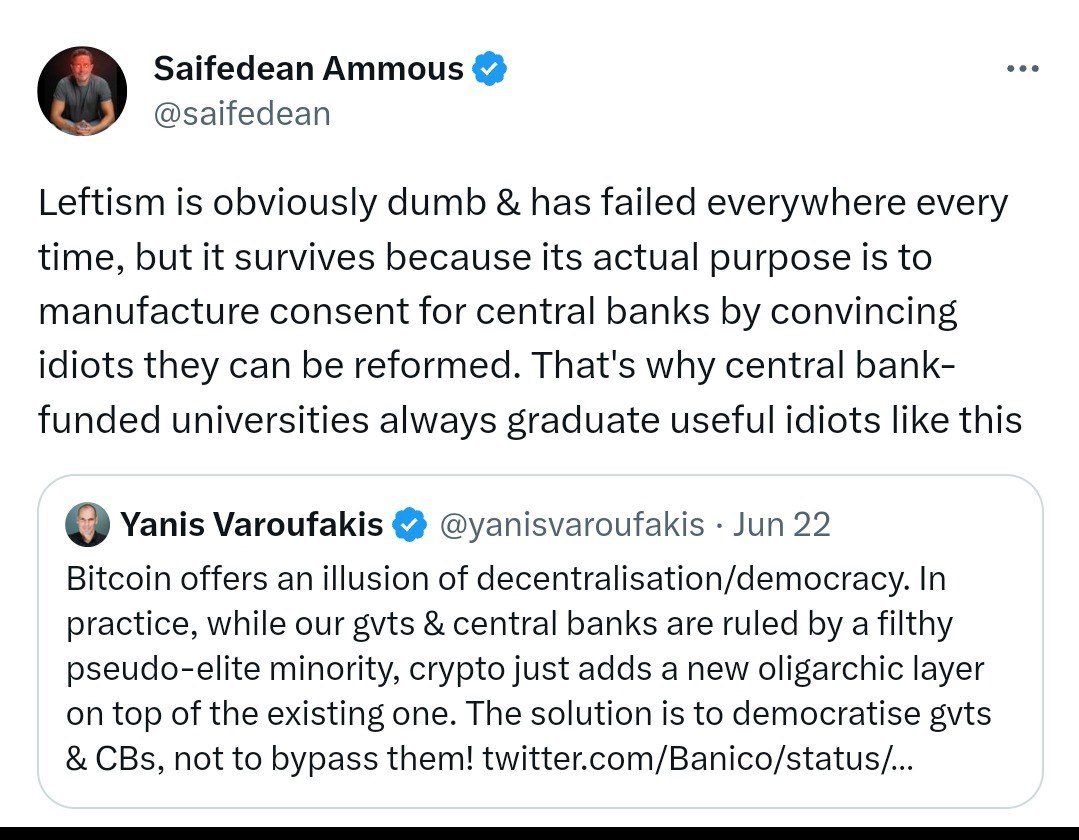 Saifedean Ammous
@saifedean
Leftism is obviously dumb & has failed everywhere every
time, but it survives because its actual purpose is to
manufacture consent for central banks by convincing
idiots they can be reformed. That's why central bank-
funded universities always graduate useful idiots like this
Yanis Varoufakis @yanisvaroufakis · Jun 22
Bitcoin offers an illusion of decentralisation/democracy. In
practice, while our gvts & central banks are ruled by a filthy
pseudo-elite minority, crypto just adds a new oligarchic layer
on top of the existing one. The solution is to democratise gvts
& CBs, not to bypass them! twitter.com/Banico/status/...